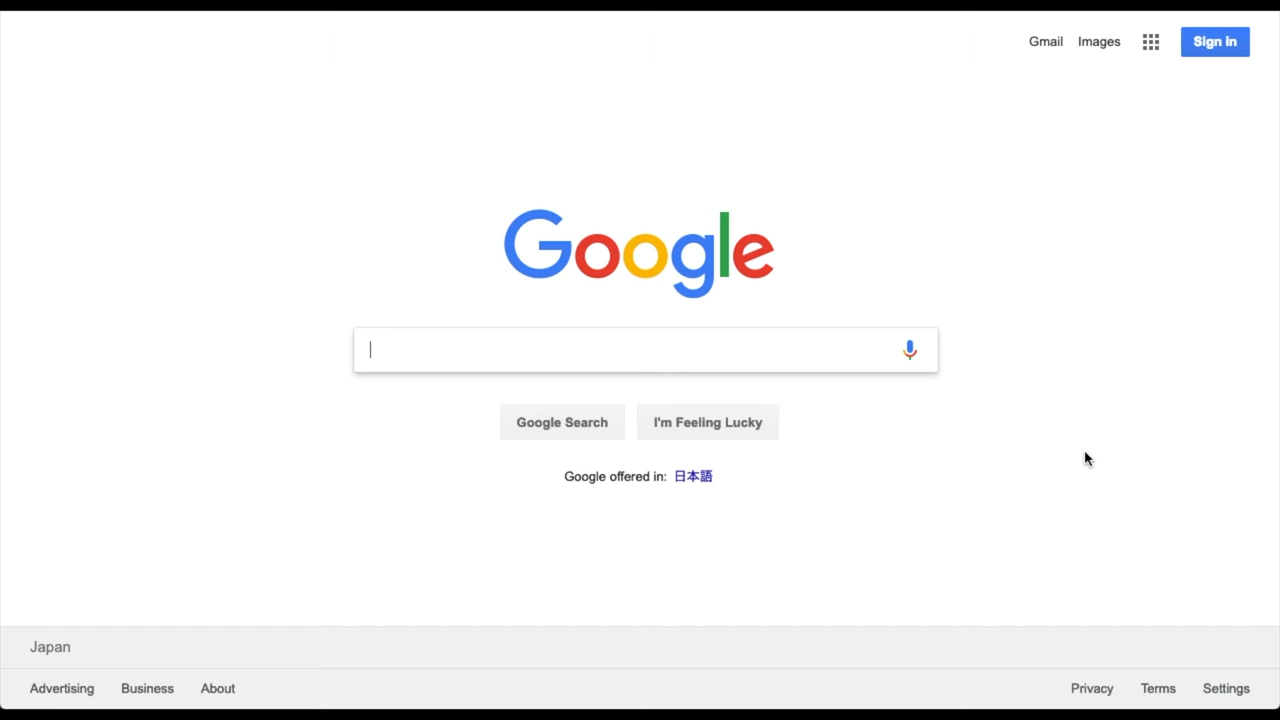 Gmail Images Sign in
Google
Google Search I'm Feeling Lucky
Google offered in: 日本語
Japan
Advertising Business About Privacy Terms Settings